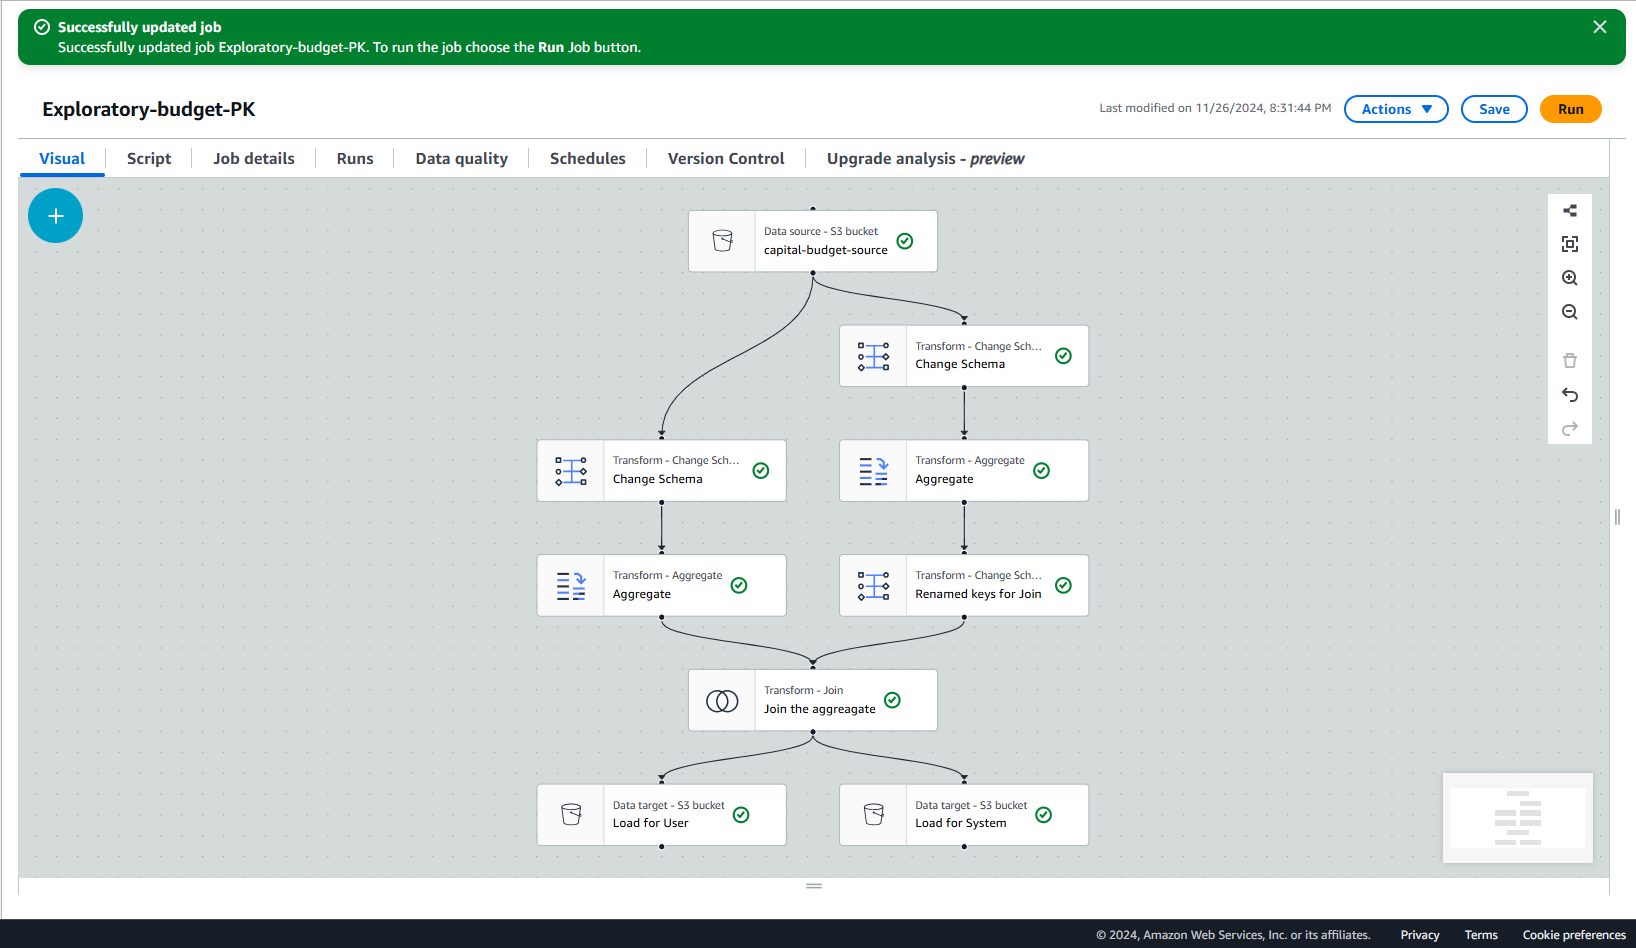 Successfully updated job
Successfully updated job Exploratory-budget-PK. To run the job choose the Run Job button.
Exploratory-budget-PK
Last modified on 11/26/2024, 8:31:44 PM
Actions
Save
Run
Visual
Script
Job details
Runs
Data quality
Schedules
Version Control
Upgrade analysis - preview
Data source - S3 bucket
capital-budget-source
Transform - Change Sch...
Change Schema
Transform - Change Sch...
Change Schema
Transform - Aggregate
Aggregate
Transform - Aggregate
Aggregate
Transform - Change Sch...
Renamed keys for Join
Transform - Join
Join the aggreagate
Data target - S3 bucket
Load for User
Data target - S3 bucket
Load for System
© 2024, Amazon Web Services, Inc. or its affiliates.
Privacy
Terms
Cookie preferences